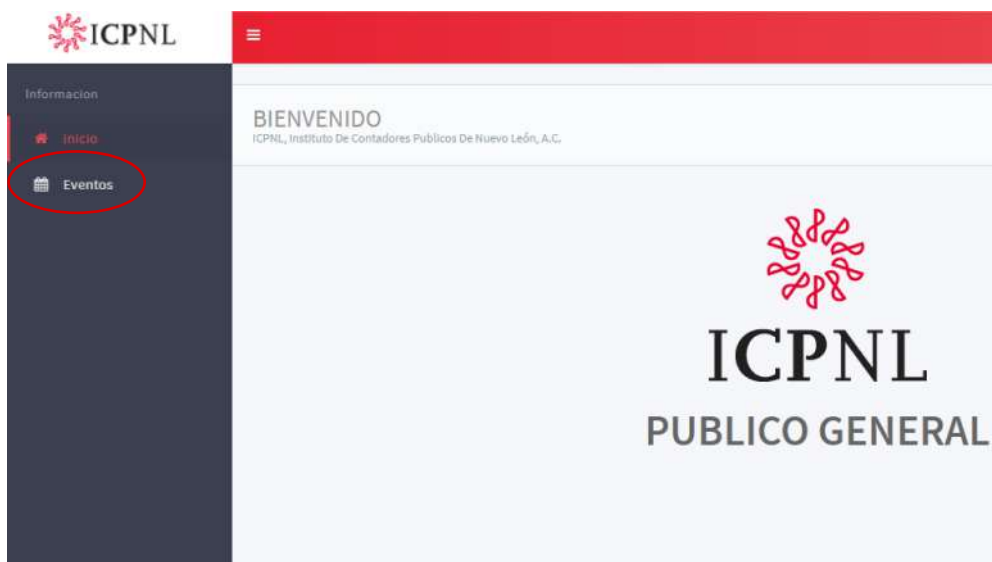 ICPNL
Informacion
inicio
Eventos
BIENVENIDO
ICPNL, Instituto De Contadores Publicos De Nuevo León, A.C.
ICPNL
PUBLICO GENERAL